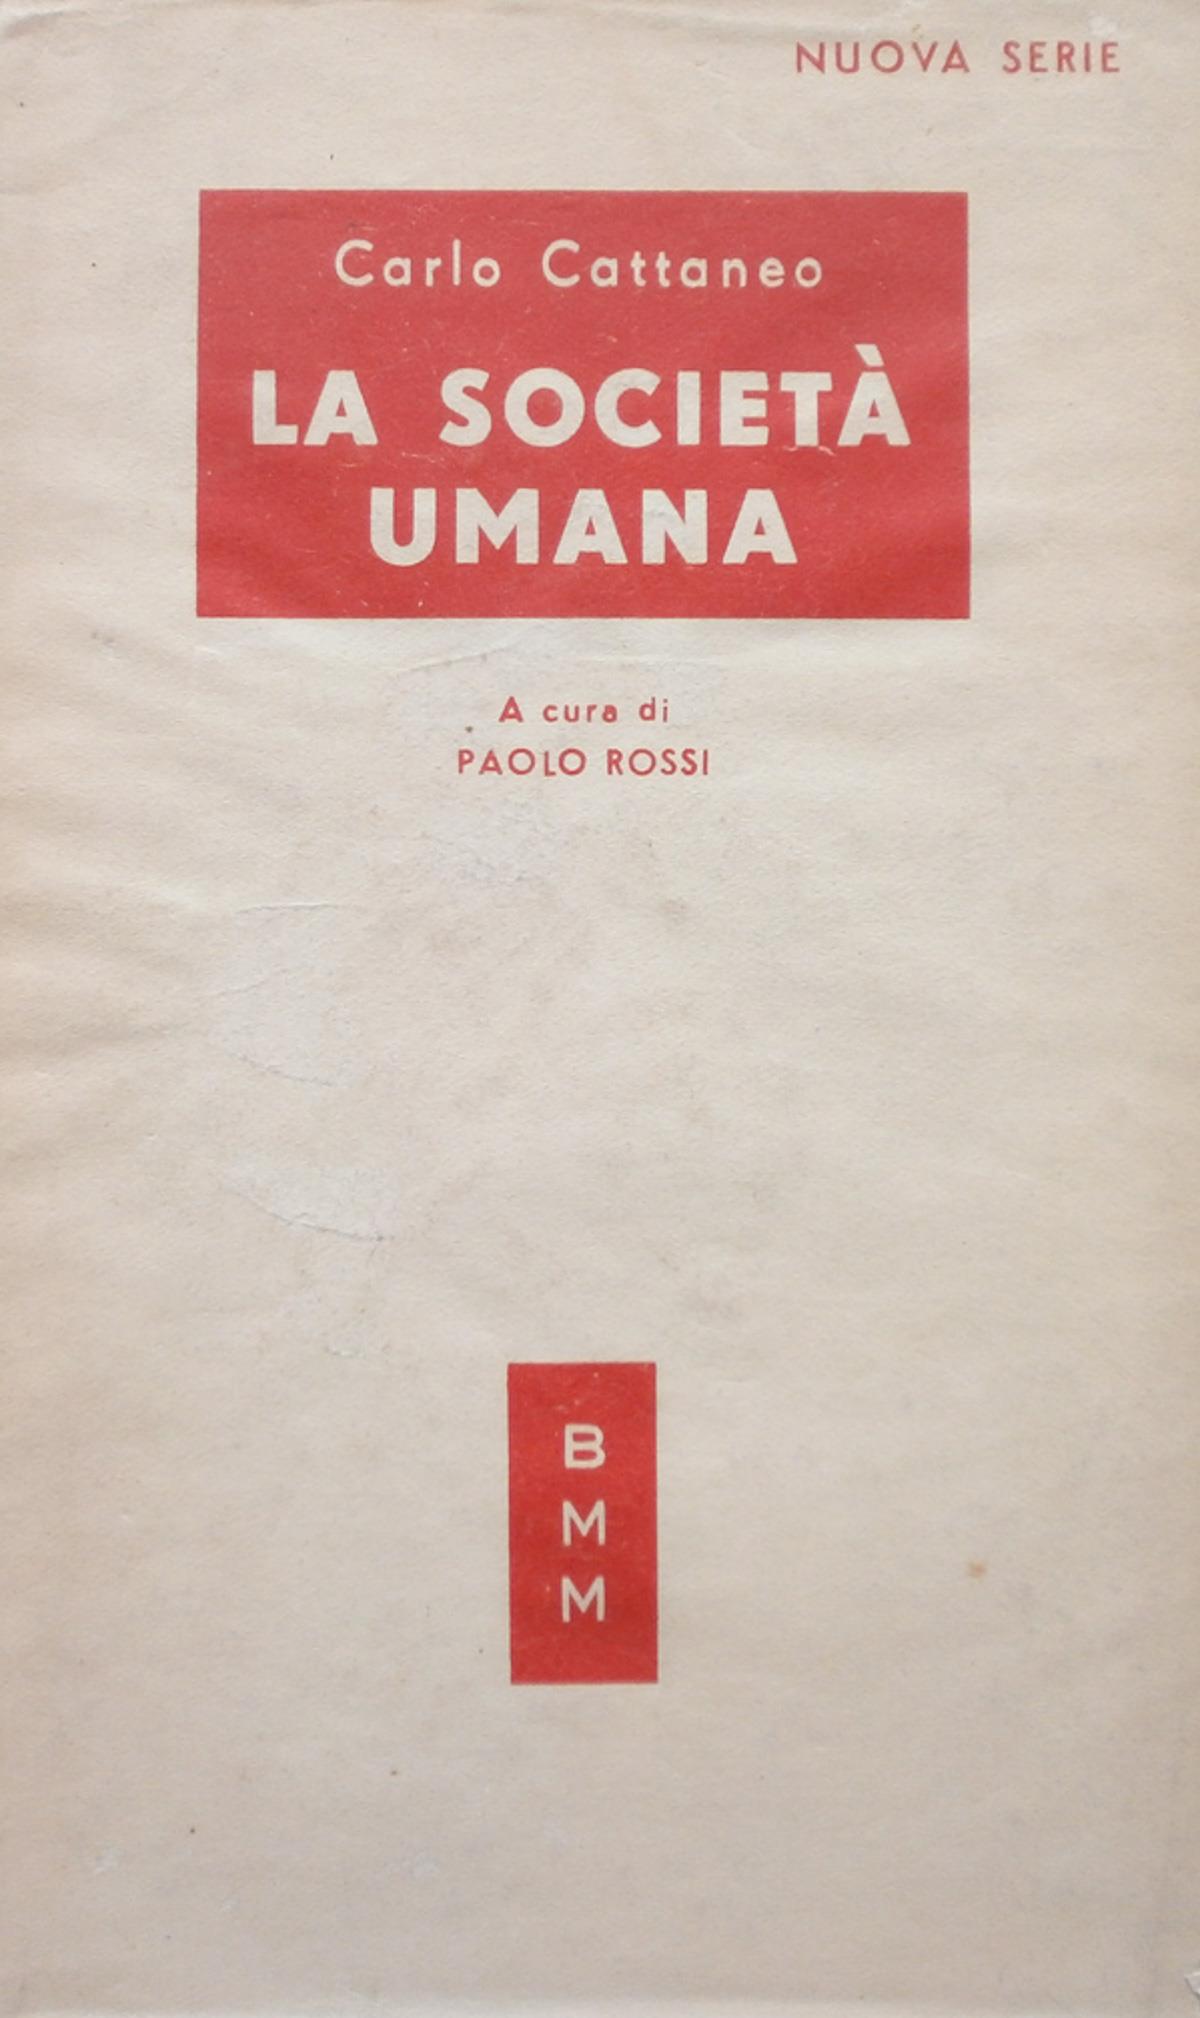 NUOVA SERIE
Carlo Cattaneo
LA SOCIETÀ
UMANA
A cura di
PAOLO ROSSI
B
M
M